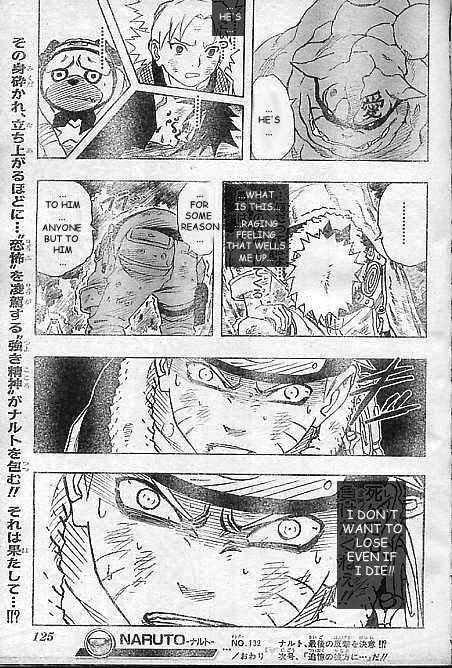 愛
...
HE'S
...
HE'S
.........
.........
.........
...WHAT
IS THIS...
...RAGING
FEELING
THAT WELLS
ME UP...
...
FOR
SOME
REASON
...
...
TO HIM
...
ANYONE
BUT TO
HIM
...
I DON'T
WANT TO
LOSE
EVEN IF
I DIE!!
その身砕かれ、立ち上がるほどに…“恐怖”を凌駕する“強き精神”がナルトを包む!! それは果たして…!!?
125
NARUTO-ナルト-
NO.132
/おわり
ナルト、最後の反撃を決意!!
次号、「追憶の彼方に…」だ!!